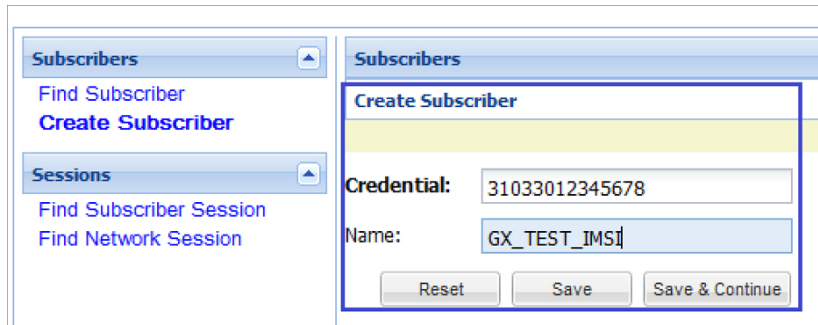 Subscribers
Find Subscriber
Create Subscriber
Sessions
Find Subscriber Session
Find Network Session
Subscribers
Create Subscriber
Credential: 31033012345678
Name: GX_TEST_IMSI
Reset Save Save & Continue